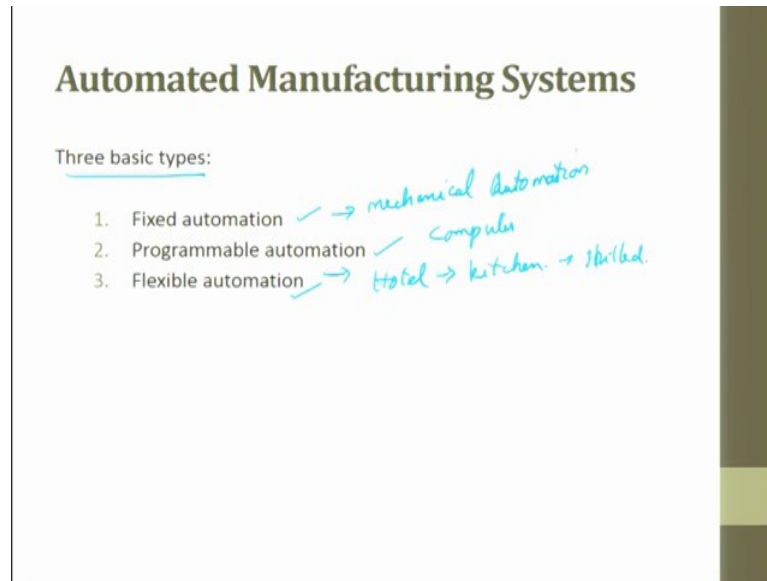 Automated Manufacturing Systems
Three basic types:
1. Fixed automation → mechanical Automation
2. Programmable automation Computer
3. Flexible automation → Hotel → kitchen. → skilled.